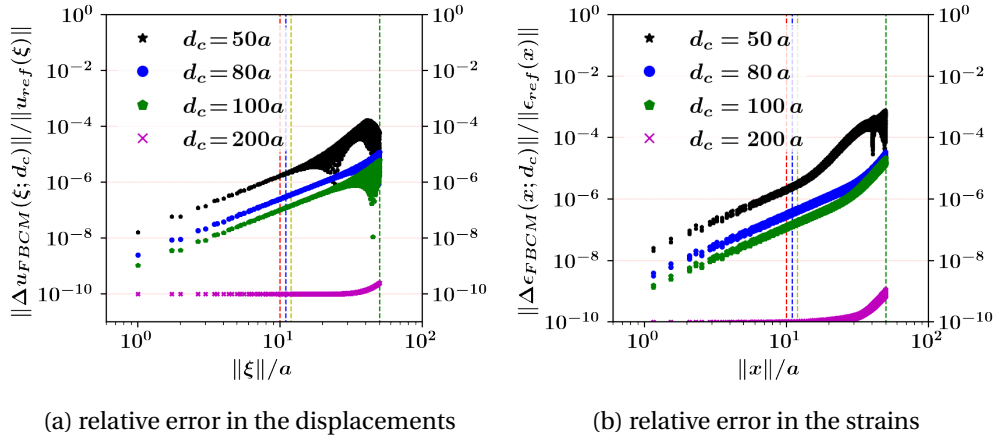 ‖Δu_FBCM(ξ; d_c)‖/‖u_ref(ξ)‖
10^0
10^−2
10^−4
10^−6
10^−8
10^−10
d_c=50a
d_c=80a
d_c=100a
d_c=200a
10^0
10^−2
10^−4
10^−6
10^−8
10^−10
10^0
10^1
10^2
‖ξ‖/a
(a) relative error in the displacements
‖Δϵ_FBCM(x; d_c)‖/‖ϵ_ref(x)‖
10^0
10^−2
10^−4
10^−6
10^−8
10^−10
d_c = 50 a
d_c = 80 a
d_c = 100 a
d_c = 200 a
10^0
10^−2
10^−4
10^−6
10^−8
10^−10
10^0
10^1
10^2
‖x‖/a
(b) relative error in the strains